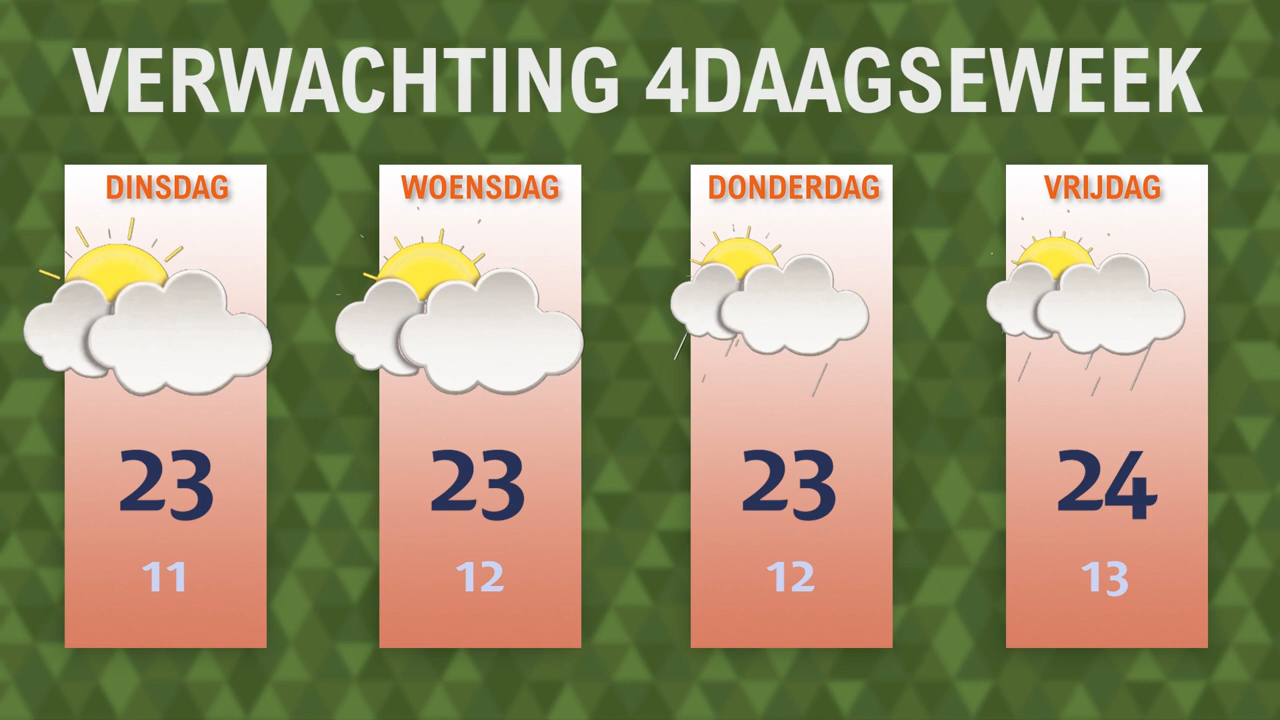 VERWACHTING 4DAAGSEWEEK
DINSDAG
WOENSDAG
DONDERDAG
VRIJDAG
23
23
23
24
11
12
12
13